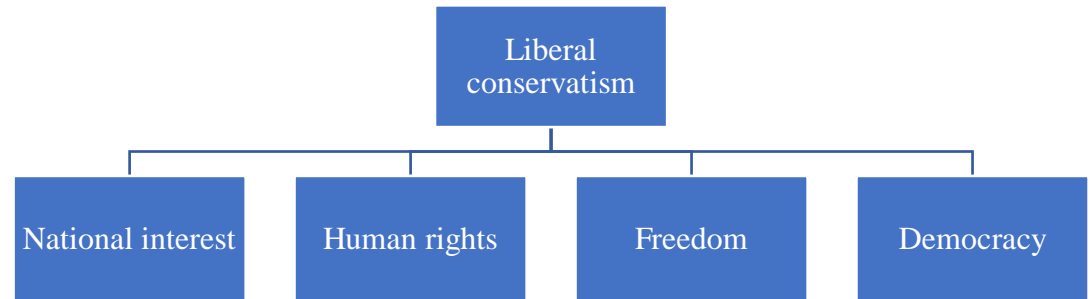 Liberal
conservatism
National interest
Human rights
Freedom
Democracy